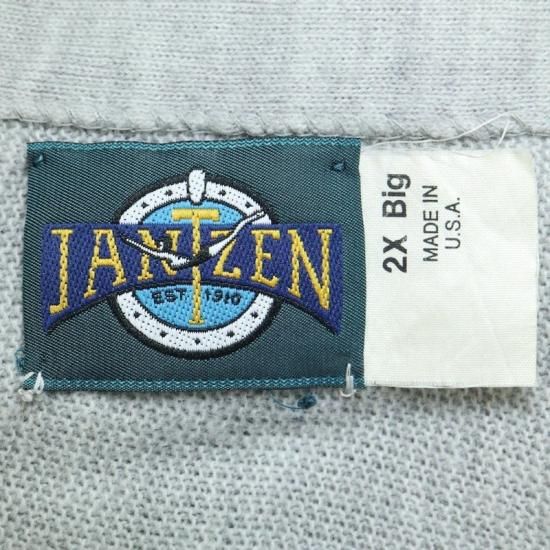 JANTZEN
EST. 1910
2X Big
MADE IN
U.S.A.